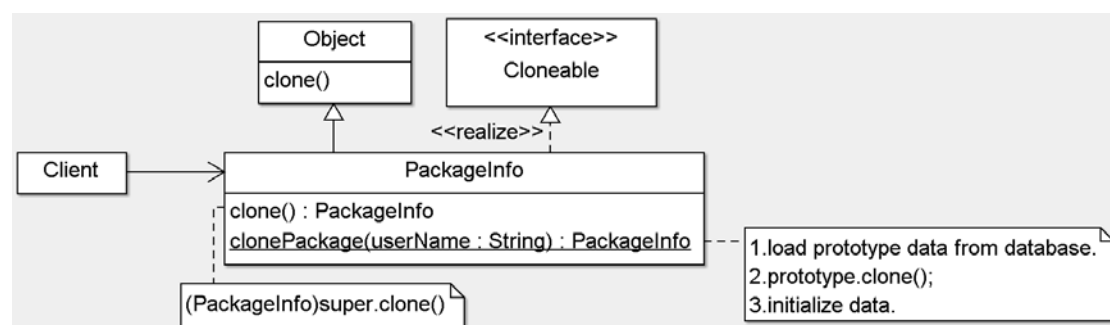 Object
clone()
<<interface>>
Cloneable
<<realize>>
Client
PackageInfo
clone() : PackageInfo
clonePackage(userName : String) : PackageInfo
(PackageInfo)super.clone()
1.load prototype data from database.
2.prototype.clone();
3.initialize data.